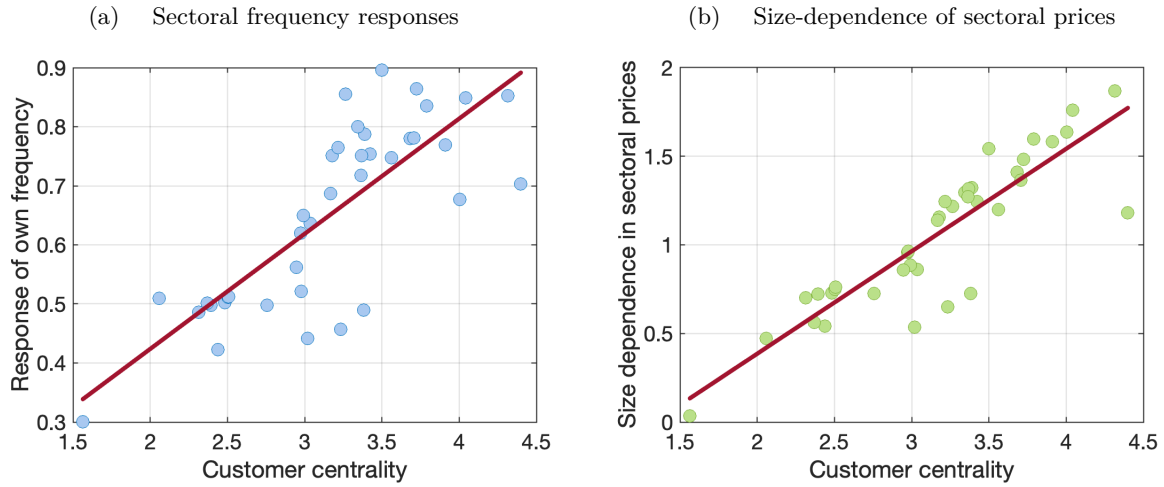 (a) Sectoral frequency responses
Response of own frequency
0.9
0.8
0.7
0.6
0.5
0.4
0.3
1.5 2 2.5 3 3.5 4 4.5
Customer centrality
(b) Size-dependence of sectoral prices
Size dependence in sectoral prices
2
1.5
1
0.5
0
1.5 2 2.5 3 3.5 4 4.5
Customer centrality